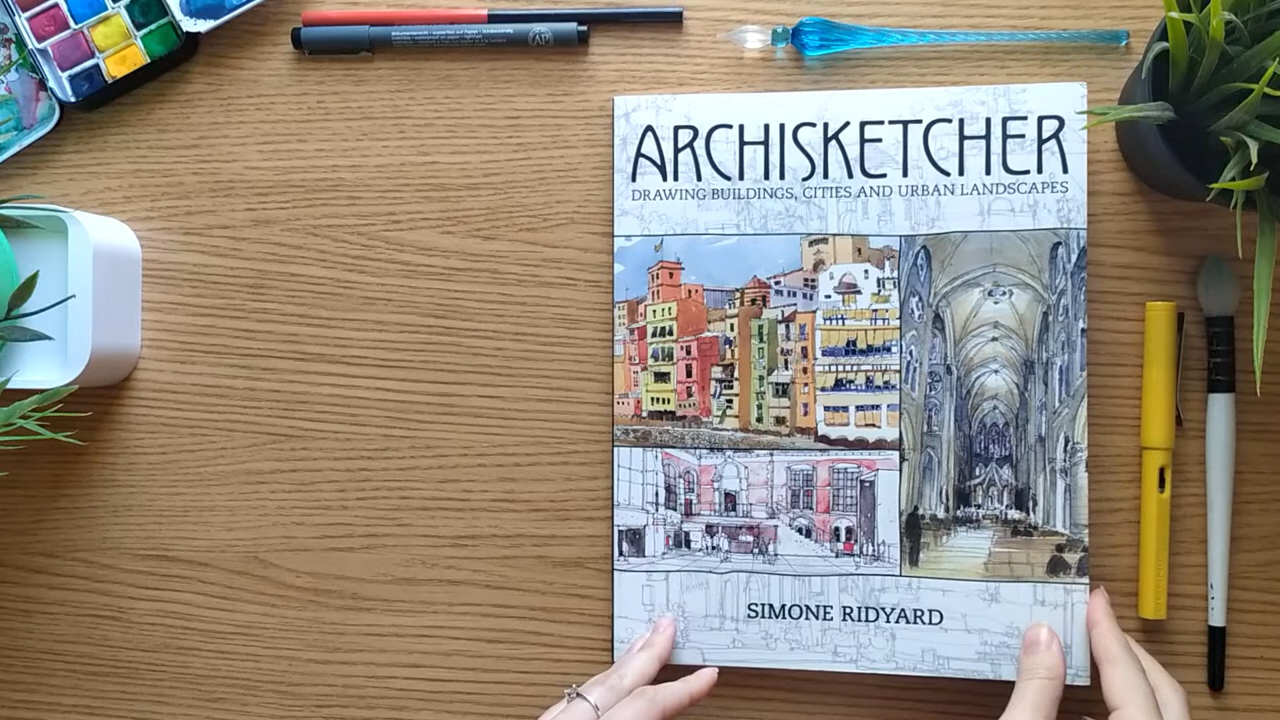 ARCHISKETCHER
DRAWING BUILDINGS, CITIES AND URBAN LANDSCAPES
SIMONE RIDYARD